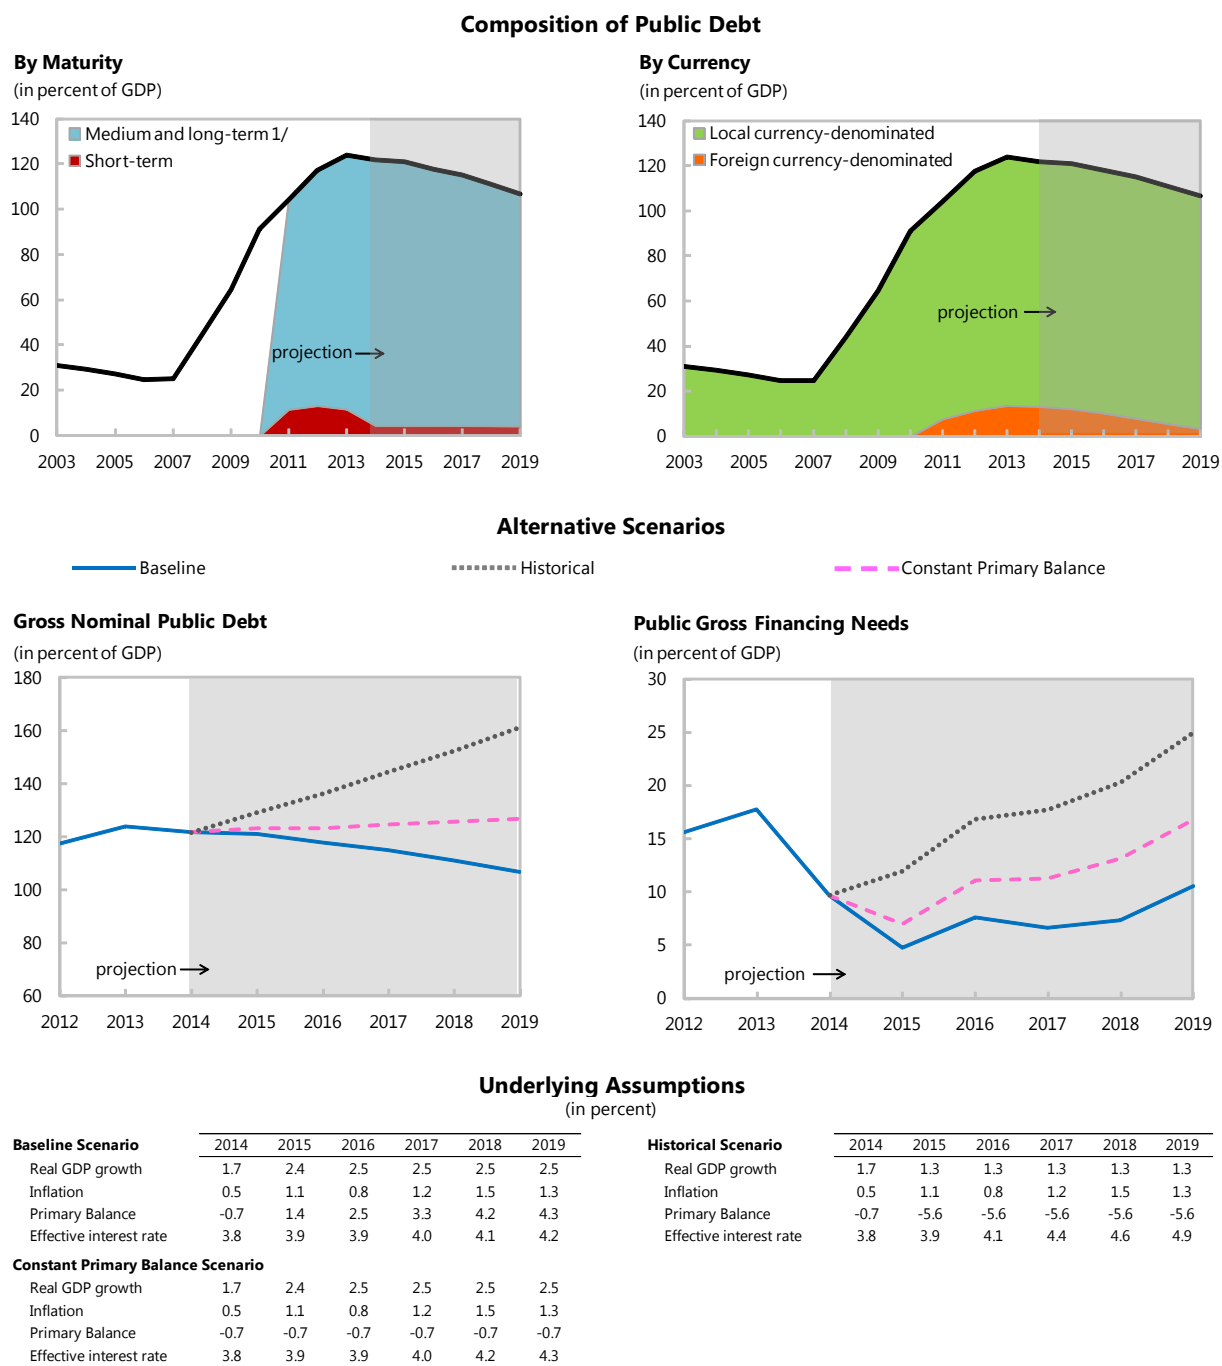 Composition of Public Debt
By Maturity
(in percent of GDP)
140
120
100
80
60
40
20
0
Medium and long-term 1/
Short-term
projection
2003 2005 2007 2009 2011 2013 2015 2017 2019
By Currency
(in percent of GDP)
140
120
100
80
60
40
20
0
Local currency-denominated
Foreign currency-denominated
projection
2003 2005 2007 2009 2011 2013 2015 2017 2019
Alternative Scenarios
Baseline
Historical
Constant Primary Balance
Gross Nominal Public Debt
(in percent of GDP)
180
160
140
120
100
80
60
projection
2012 2013 2014 2015 2016 2017 2018 2019
Public Gross Financing Needs
(in percent of GDP)
30
25
20
15
10
5
0
projection
2012 2013 2014 2015 2016 2017 2018 2019
Underlying Assumptions
(in percent)
Baseline Scenario 2014 2015 2016 2017 2018 2019
Real GDP growth 1.7 2.4 2.5 2.5 2.5 2.5
Inflation 0.5 1.1 0.8 1.2 1.5 1.3
Primary Balance -0.7 1.4 2.5 3.3 4.2 4.3
Effective interest rate 3.8 3.9 3.9 4.0 4.1 4.2
Constant Primary Balance Scenario
Real GDP growth 1.7 2.4 2.5 2.5 2.5 2.5
Inflation 0.5 1.1 0.8 1.2 1.5 1.3
Primary Balance -0.7 -0.7 -0.7 -0.7 -0.7 -0.7
Effective interest rate 3.8 3.9 3.9 4.0 4.2 4.3
Historical Scenario 2014 2015 2016 2017 2018 2019
Real GDP growth 1.7 1.3 1.3 1.3 1.3 1.3
Inflation 0.5 1.1 0.8 1.2 1.5 1.3
Primary Balance -0.7 -5.6 -5.6 -5.6 -5.6 -5.6
Effective interest rate 3.8 3.9 4.1 4.4 4.6 4.9